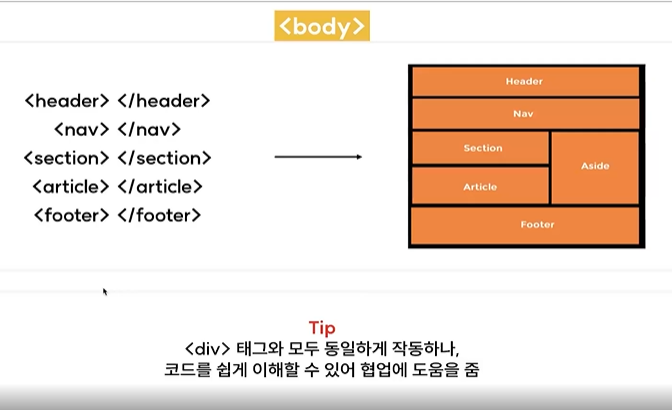 <body>
<header> </header>
<nav> </nav>
<section> </section>
<article> </article>
<footer> </footer>
Header
Nav
Section
Aside
Article
Footer
Tip
<div> 태그와 모두 동일하게 작동하나,
코드를 쉽게 이해할 수 있어 협업에 도움을 줌